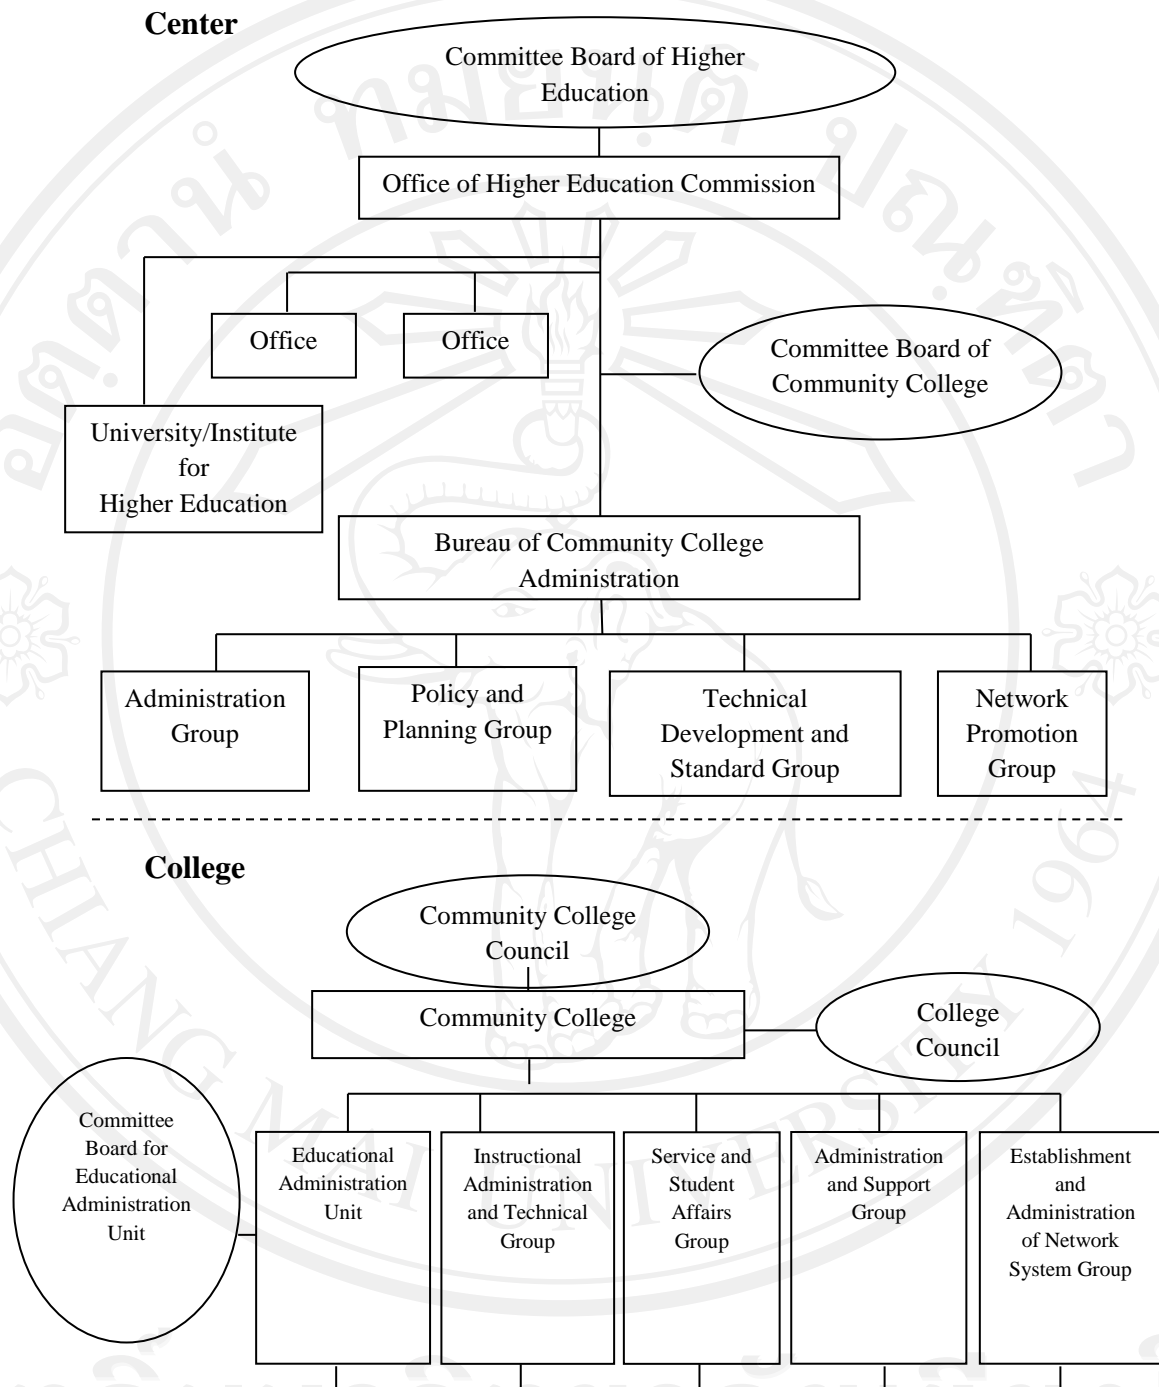 Center
Committee Board of Higher
Education
Office of Higher Education Commission
Office
Office
Committee Board of
Community College
University/Institute
for
Higher Education
Bureau of Community College
Administration
Administration
Group
Policy and
Planning Group
Technical
Development and
Standard Group
Network
Promotion
Group
College
Community College
Council
Community College
College
Council
Committee
Board for
Educational
Administration
Unit
Educational
Administration
Unit
Instructional
Administration
and Technical
Group
Service and
Student
Affairs
Group
Administration
and Support
Group
Establishment
and
Administration
of Network
System Group
CHIANG MAI UNIVERSITY 1964